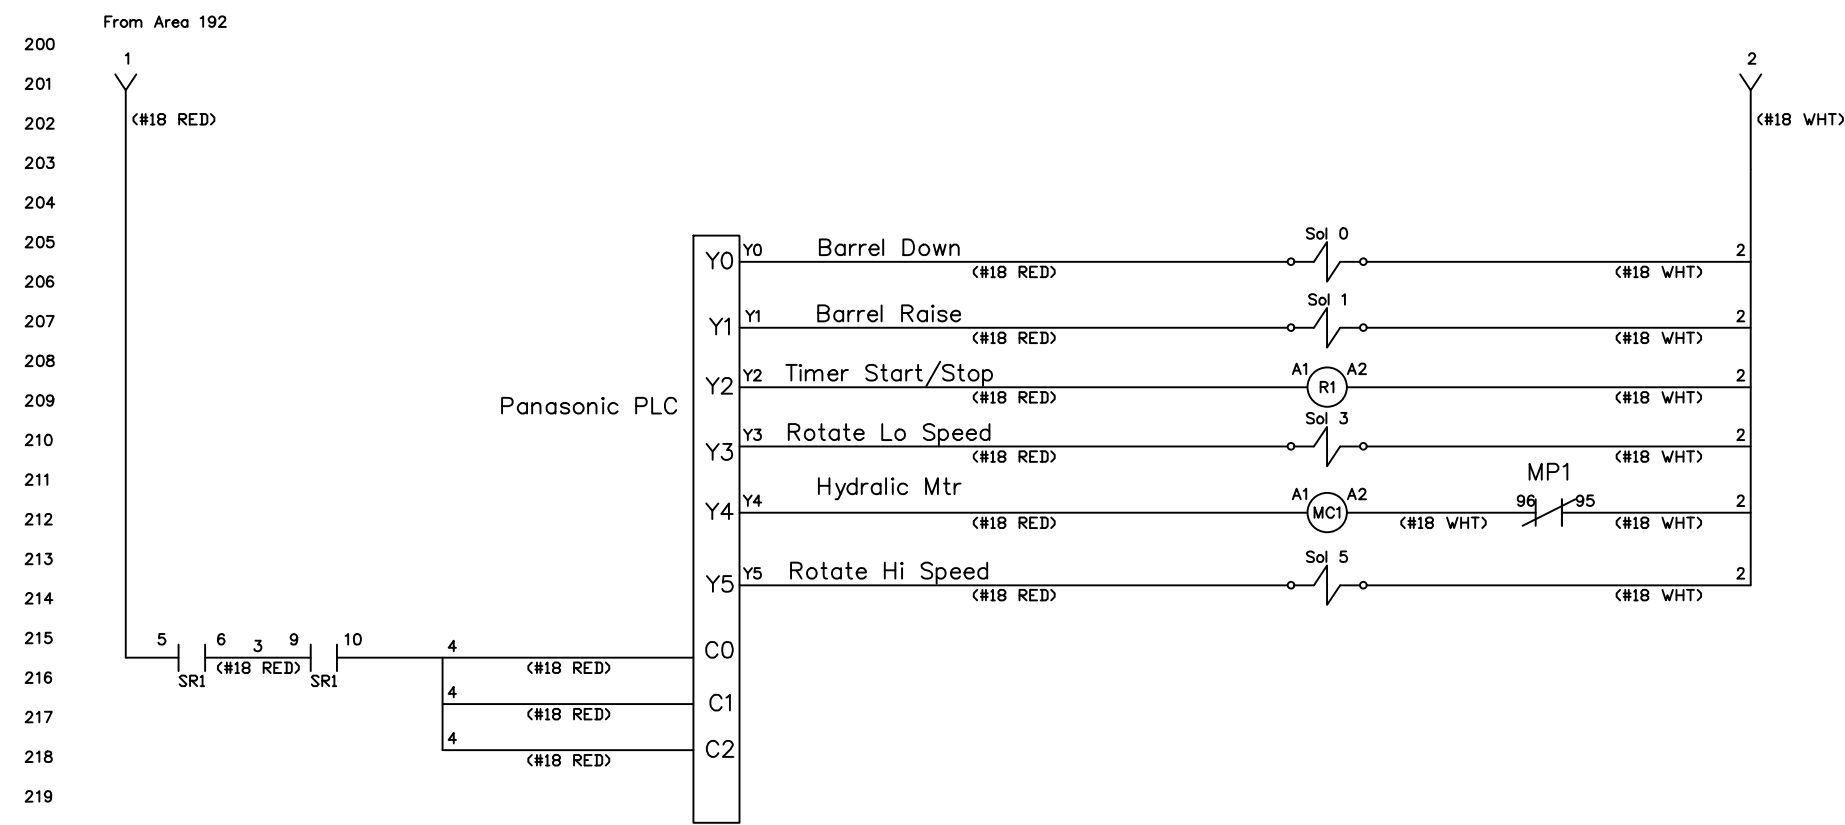 From Area 192
200
1 2
201
202 (#18 RED) (#18 WHT)
203
204
205 Y0 Y0 Barrel Down (#18 RED) Sol 0 (#18 WHT) 2
206
207 Y1 Y1 Barrel Raise (#18 RED) Sol 1 (#18 WHT) 2
208
Y2 Y2 Timer Start/Stop (#18 RED) A1 R1 A2 (#18 WHT) 2
209 Panasonic PLC
210 Y3 Y3 Rotate Lo Speed (#18 RED) Sol 3 (#18 WHT) 2
211
212 Y4 Y4 Hydralic Mtr (#18 RED) A1 MC1 A2 (#18 WHT) MP1 96 95 (#18 WHT) 2
213
Y5 Y5 Rotate Hi Speed (#18 RED) Sol 5 (#18 WHT) 2
214
215 5 6 3 9 10 4 C0
216 SR1 (#18 RED) SR1 (#18 RED)
4 C1
217 (#18 RED)
4 C2
218 (#18 RED)
219